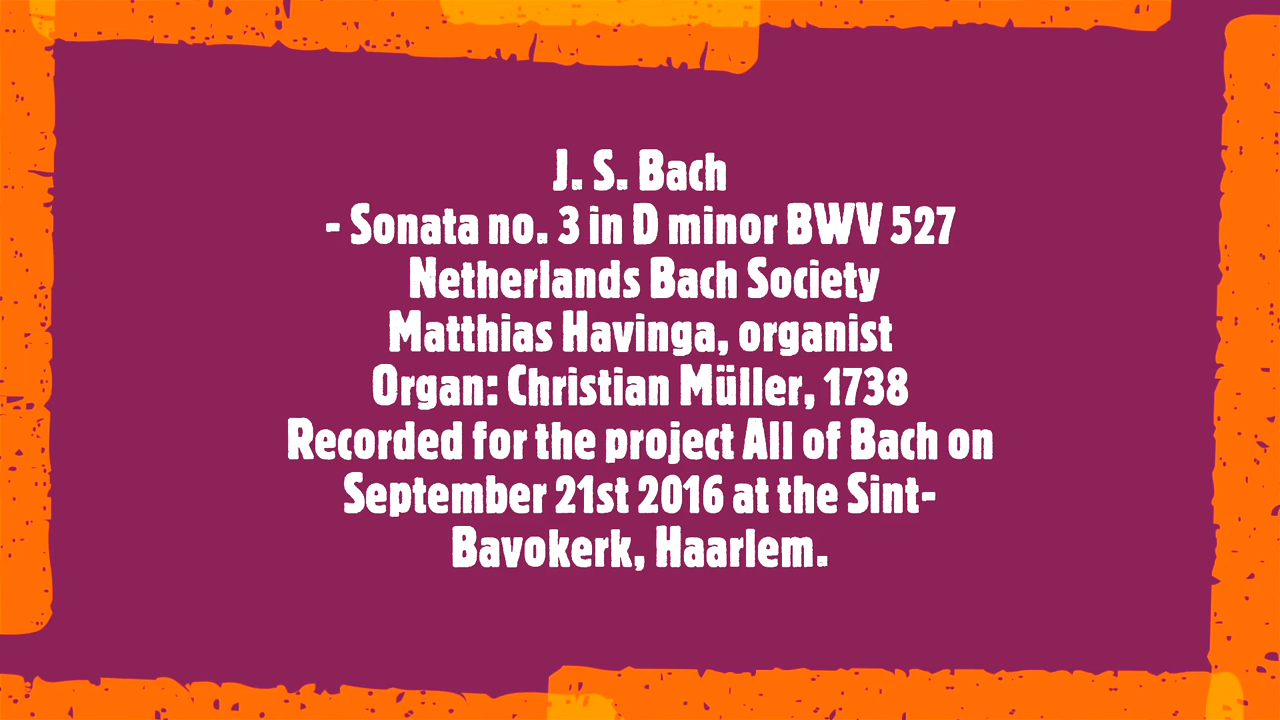 J. S. Bach
- Sonata no. 3 in D minor BWV 527
Netherlands Bach Society
Matthias Havinga, organist
Organ: Christian Müller, 1738
Recorded for the project All of Bach on
September 21st 2016 at the Sint-
Bavokerk, Haarlem.